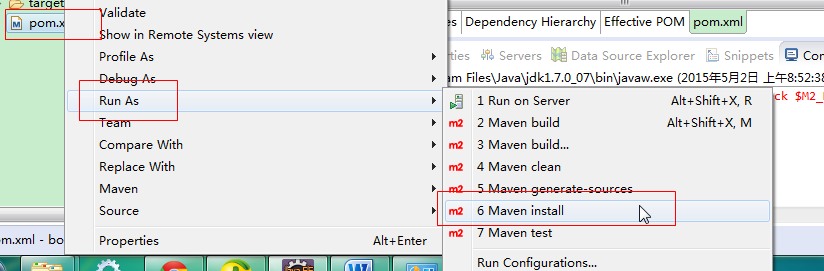 target
pom.x
Validate
Show in Remote Systems view
Profile As
Debug As
Run As
Team
Compare With
Replace With
Maven
Source
Properties Alt+Enter
es Dependency Hierarchy Effective POM pom.xml
rties Servers Data Source Explorer Snippets Con
am Files\Java\jdk1.7.0_07\bin\javaw.exe (2015年5月2日 上午8:52:38
ck $M2_
1 Run on Server Alt+Shift+X, R
m2 2 Maven build Alt+Shift+X, M
m2 3 Maven build...
m2 4 Maven clean
m2 5 Maven generate-sources
m2 6 Maven install
m2 7 Maven test
Run Configurations...
om.xml - bo